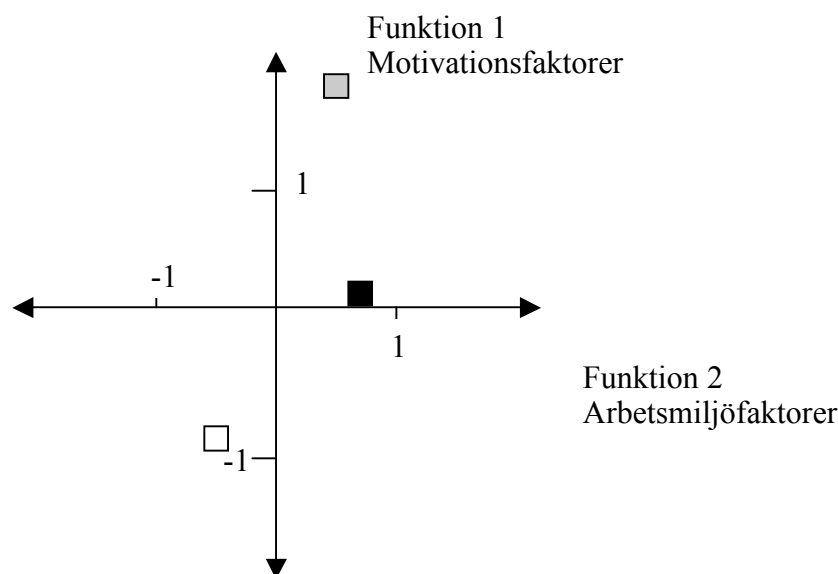 Funktion 1
Motivationsfaktorer
1
-1
1
Funktion 2
Arbetsmiljöfaktorer
-1